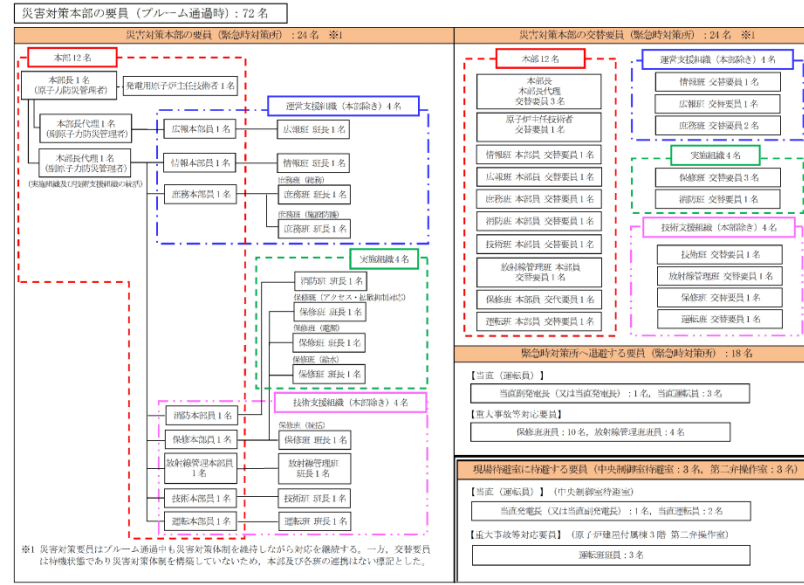 災害対策本部の要員（プルーム通過時）：72名
災害対策本部の要員（緊急時対策所）：24名 ※1
本部12名
本部長1名
（原子力防災管理者）
発電用原子炉主任技術者1名
本部長代理1名
（副原子力防災管理者）
本部長代理1名
（副原子力防災管理者）
（実施組織及び技術支援組織の統括）
運営支援組織（本部除き）4名
広報本部員1名
広報班 班長1名
情報本部員1名
情報班 班長1名
庶務本部員1名
庶務班（総務）
庶務班 班長1名
庶務班（施設防護）
庶務班 班長1名
実施組織4名
消防班 班長1名
保修班（アクセス・拡散抑制対応）
保修班 班長1名
保修班（電源）
保修班 班長1名
保修班（給水）
保修班 班長1名
技術支援組織（本部除き）4名
消防本部員1名
保修班（統括）
保修本部員1名
保修班 班長1名
放射線管理本部員
1名
放射線管理班
班長1名
技術本部員1名
技術班 班長1名
運転本部員1名
運転班 班長1名
※1 災害対策要員はプルーム通過中も災害対策体制を維持しながら対応を継続する。一方，交替要員
は待機状態であり災害対策体制を構築していないため，本部及び各班の連携はない標記とした。
災害対策本部の交替要員（緊急時対策所）：24名 ※1
本部12名
本部長
本部長代理
交替要員3名
原子炉主任技術者
交替要員1名
情報班 本部員 交替要員1名
広報班 本部員 交替要員1名
庶務班 本部員 交替要員1名
消防班 本部員 交替要員1名
技術班 本部員 交替要員1名
放射線管理班 本部員
交替要員1名
保修班 本部員 交代要員1名
運転班 本部員 交替要員1名
運営支援組織（本部除き）4名
情報班 交替要員1名
広報班 交替要員1名
庶務班 交替要員2名
実施組織4名
保修班 交替要員3名
消防班 交替要員1名
技術支援組織（本部除き）4名
技術班 交替要員1名
放射線管理班 交替要員1名
保修班 交替要員1名
運転班 交替要員1名
緊急時対策所へ退避する要員（緊急時対策所）：18名
【当直（運転員）】
当直副発電長（又は当直発電長）：1名，当直運転員：3名
【重大事故等対応要員】
保修班班員：10名，放射線管理班班員：4名
現場待避室に待避する要員（中央制御室待避室：3名，第二弁操作室：3名）
【当直（運転員）】（中央制御室待避室）
当直発電長（又は当直副発電長）：1名，当直運転員：2名
【重大事故等対応要員】（原子炉建屋付属棟3階 第二弁操作室）
運転班班員：3名